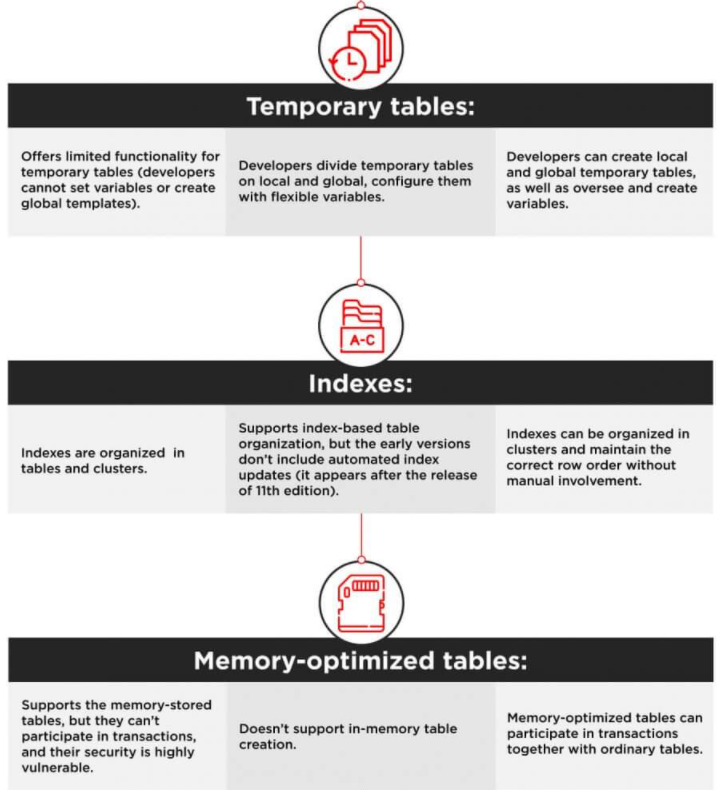 Temporary tables:
Offers limited functionality for
temporary tables (developers
cannot set variables or create
global templates).
Developers divide temporary tables
on local and global, configure them
with flexible variables.
Developers can create local
and global temporary tables,
as well as oversee and create
variables.
A-C
Indexes:
Indexes are organized in
tables and clusters.
Supports index-based table
organization, but the early versions
don't include automated index
updates (it appears after the release
of 11th edition).
Indexes can be organized in
clusters and maintain the
correct row order without
manual involvement.
Memory-optimized tables:
Supports the memory-stored
tables, but they can't
participate in transactions,
and their security is highly
vulnerable.
Doesn't support in-memory table
creation.
Memory-optimized tables can
participate in transactions
together with ordinary tables.